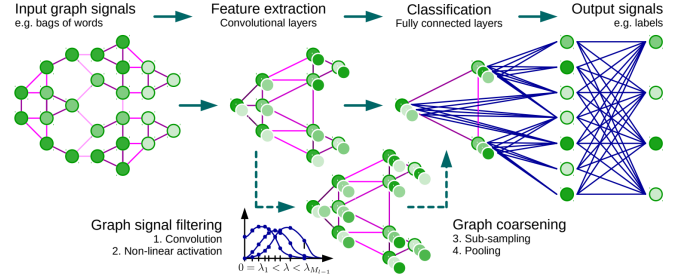 Input graph signals
e.g. bags of words
Feature extraction
Convolutional layers
Classification
Fully connected layers
Output signals
e.g. labels
Graph signal filtering
1. Convolution
2. Non-linear activation
0 = λ₁ < λ < λ_{M_{l−1}}
Graph coarsening
3. Sub-sampling
4. Pooling